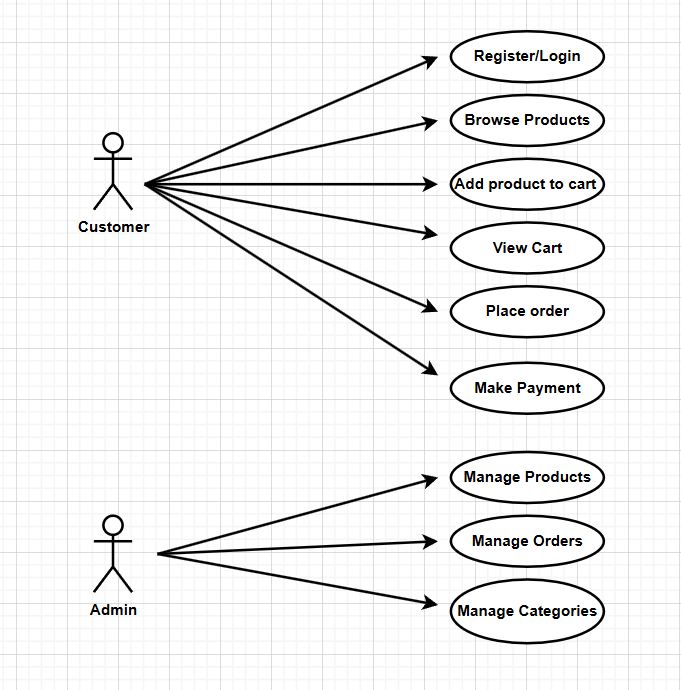 Register/Login
Browse Products
Add product to cart
Customer
View Cart
Place order
Make Payment
Manage Products
Manage Orders
Admin
Manage Categories